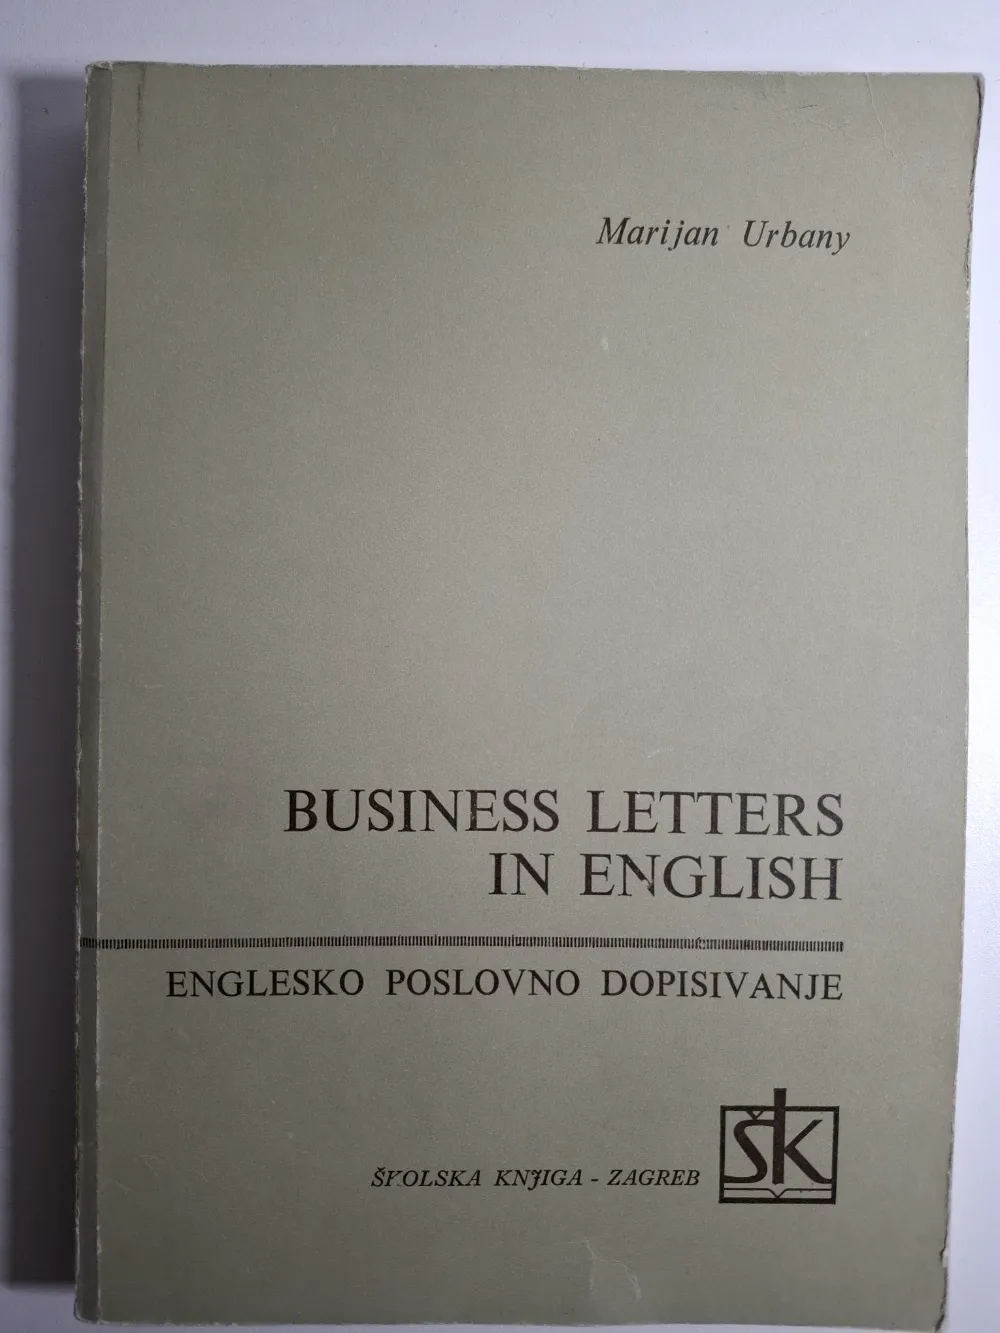 Marijan Urbany
BUSINESS LETTERS
IN ENGLISH
ENGLESKO POSLOVNO DOPISIVANJE
ŠKOLSKA KNJIGA - ZAGREB
ŠK